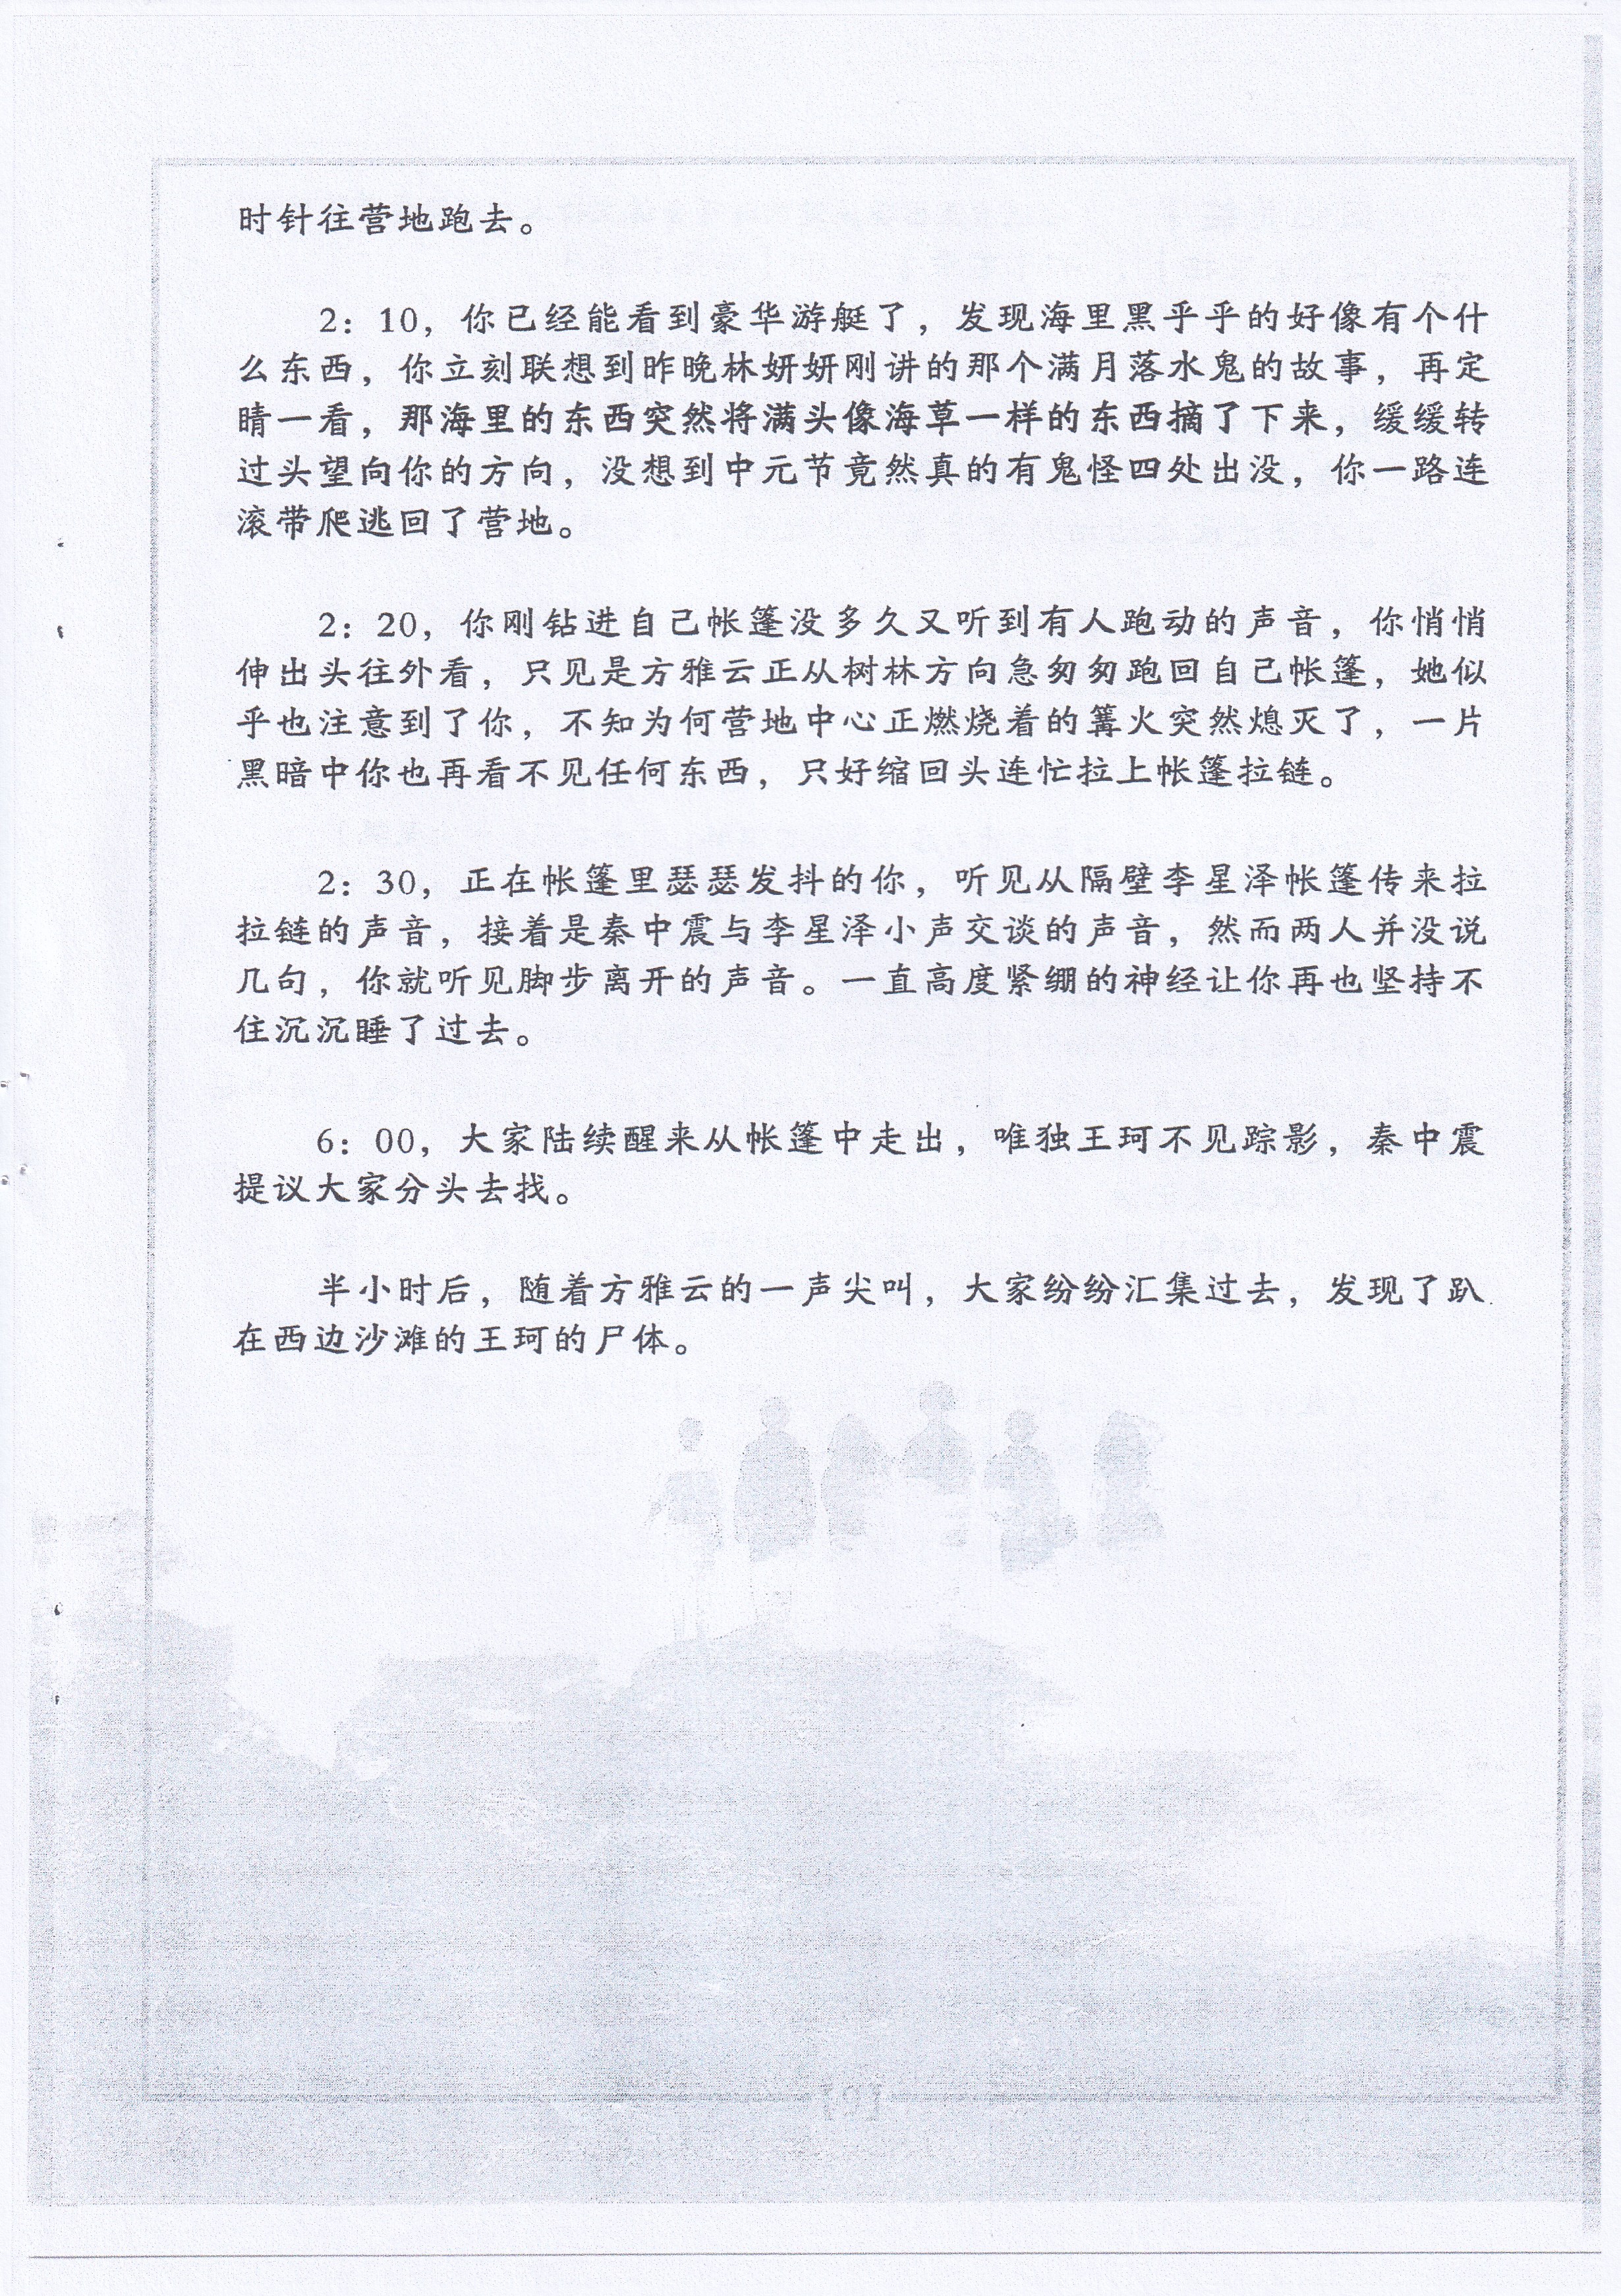 时针往营地跑去。
2：10，你已经能看到豪华游艇了，发现海里黑乎乎的好像有个什
么东西，你立刻联想到昨晚林妍妍刚讲的那个满月落水鬼的故事，再定
睛一看，那海里的东西突然将满头像海草一样的东西摘了下来，缓缓转
过头望向你的方向，没想到中元节竟然真的有鬼怪四处出没，你一路连
滚带爬逃回了营地。
2：20，你刚钻进自己帐篷没多久又听到有人跑动的声音，你悄悄
伸出头往外看，只见是方雅云正从树林方向急匆匆跑回自己帐篷，她似
乎也注意到了你，不知为何营地中心正燃烧着的篝火突然熄灭了，一片
黑暗中你也再看不见任何东西，只好缩回头连忙拉上帐篷拉链。
2：30，正在帐篷里瑟瑟发抖的你，听见从隔壁李星泽帐篷传来拉
拉链的声音，接着是秦中震与李星泽小声交谈的声音，然而两人并没说
几句，你就听见脚步离开的声音。一直高度紧绷的神经让你再也坚持不
住沉沉睡了过去。
6：00，大家陆续醒来从帐篷中走出，唯独王珂不见踪影，秦中震
提议大家分头去找。
半小时后，随着方雅云的一声尖叫，大家纷纷汇集过去，发现了趴
在西边沙滩的王珂的尸体。